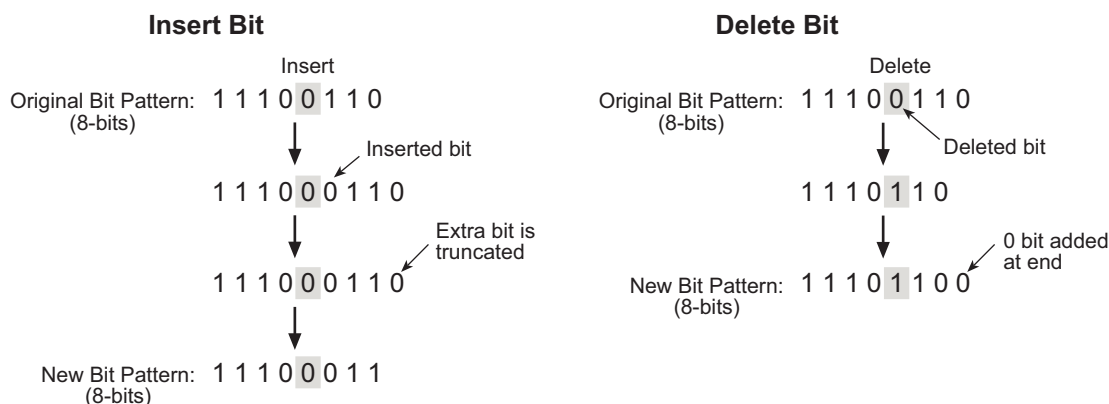 Insert Bit
Insert
Original Bit Pattern: 1 1 1 0 0 1 1 0
(8-bits)
Inserted bit
1 1 1 0 0 0 1 1 0
Extra bit is
truncated
1 1 1 0 0 0 1 1 0
New Bit Pattern: 1 1 1 0 0 0 1 1
(8-bits)
Delete Bit
Delete
Original Bit Pattern: 1 1 1 0 0 1 1 0
(8-bits)
Deleted bit
1 1 1 0 1 1 0
0 bit added
at end
New Bit Pattern: 1 1 1 0 1 1 0 0
(8-bits)